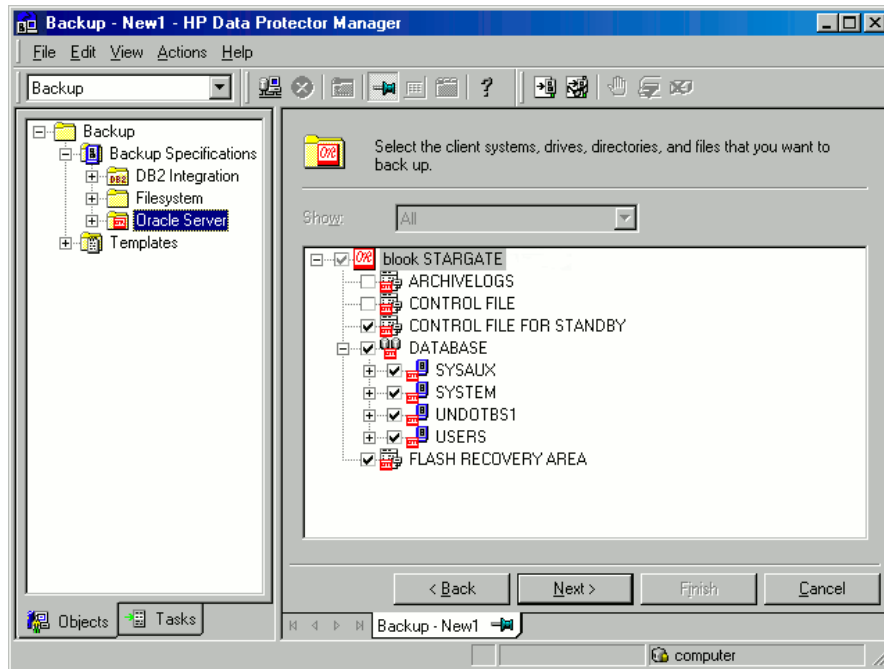 Backup - New1 - HP Data Protector Manager
File Edit View Actions Help
Backup
Backup
Backup Specifications
DB2 Integration
Filesystem
Oracle Server
Templates
Objects
Tasks
Select the client systems, drives, directories, and files that you want to
back up.
Show: All
blook STARGATE
ARCHIVELOGS
CONTROL FILE
CONTROL FILE FOR STANDBY
DATABASE
SYSAUX
SYSTEM
UNDOTBS1
USERS
FLASH RECOVERY AREA
< Back Next > Finish Cancel
Backup - New1
computer